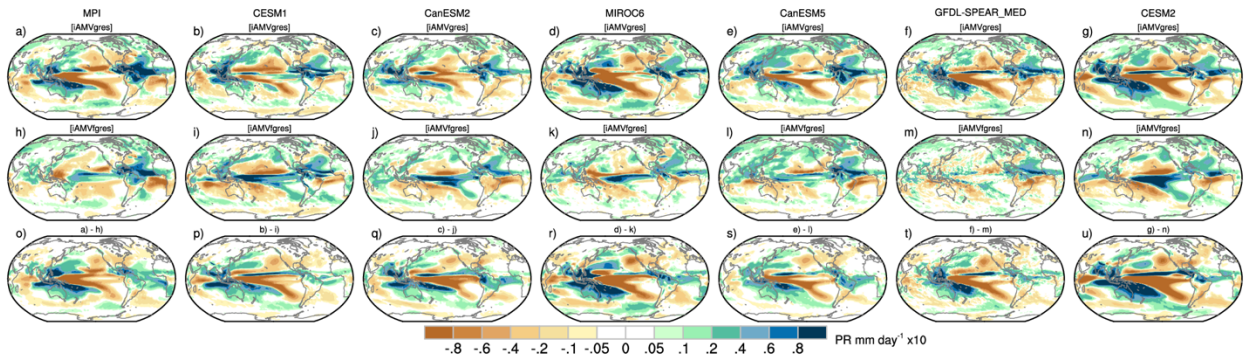 MPI CESM1 CanESM2 MIROC6 CanESM5 GFDL-SPEAR_MED CESM2
[iAMVgres] [iAMVgres] [iAMVgres] [iAMVgres] [iAMVgres] [iAMVgres] [iAMVgres]
a) b) c) d) e) f) g)
[iAMVfgres] [iAMVfgres] [iAMVfgres] [iAMVfgres] [iAMVfgres] [iAMVfgres] [iAMVfgres]
h) i) j) k) l) m) n)
a) - h) b) - i) c) - j) d) - k) e) - l) f) - m) g) - n)
o) p) q) r) s) t) u)
-.8 -.6 -.4 -.2 -.1 -.05 0 .05 .1 .2 .4 .6 .8 PR mm day⁻¹ x10